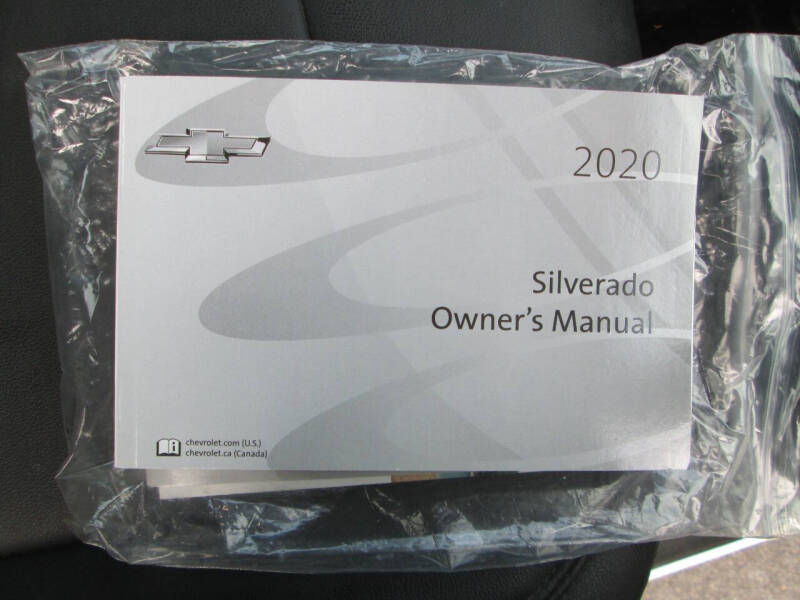 2020
Silverado
Owner's Manual
chevrolet.com (U.S.)
chevrolet.ca (Canada)